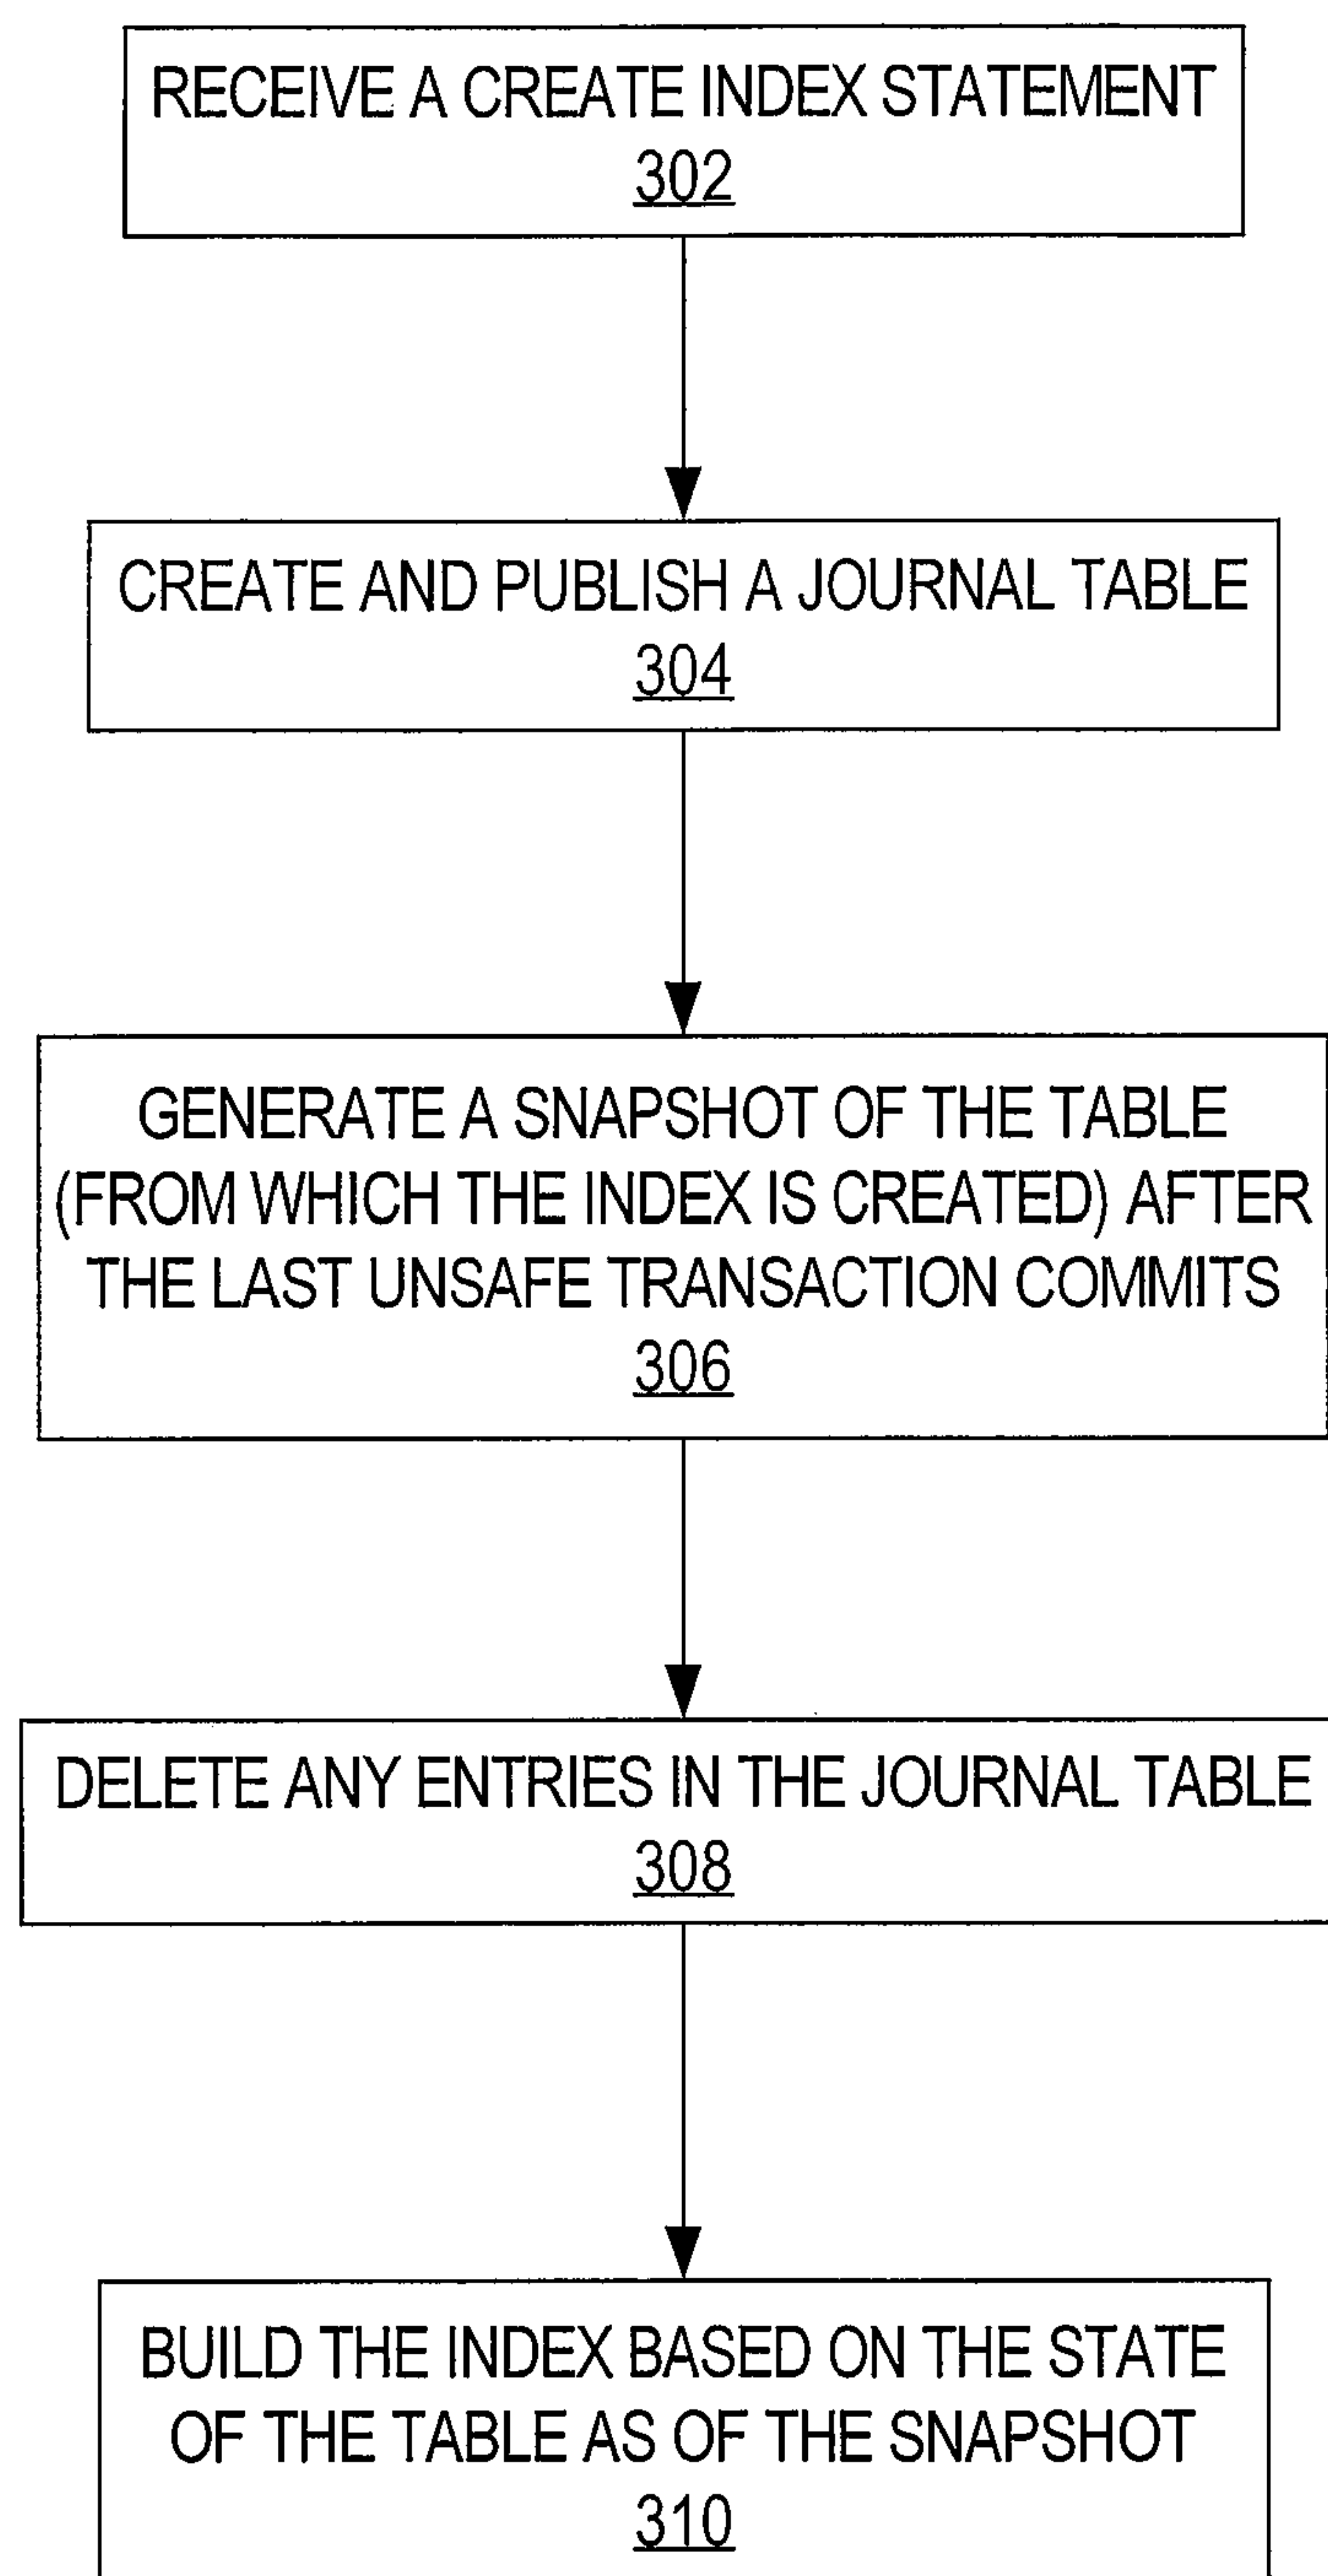 RECEIVE A CREATE INDEX STATEMENT
302
CREATE AND PUBLISH A JOURNAL TABLE
304
GENERATE A SNAPSHOT OF THE TABLE
(FROM WHICH THE INDEX IS CREATED) AFTER
THE LAST UNSAFE TRANSACTION COMMITS
306
DELETE ANY ENTRIES IN THE JOURNAL TABLE
308
BUILD THE INDEX BASED ON THE STATE
OF THE TABLE AS OF THE SNAPSHOT
310